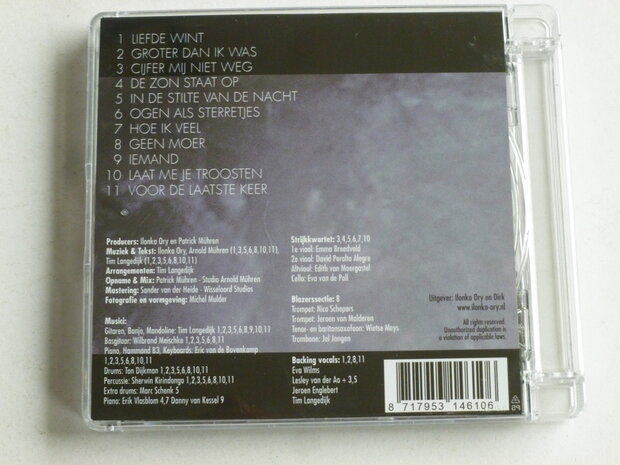 1 LIEFDE WINT
2 GROTER DAN IK WAS
3 CIJFER MIJ NIET WEG
4 DE ZON STAAT OP
5 IN DE STILTE VAN DE NACHT
6 OGEN ALS STERRETJES
7 HOE IK VEEL
8 GEEN MOER
9 IEMAND
10 LAAT ME JE TROOSTEN
11 VOOR DE LAATSTE KEER
Producers: Ilonka Ory en Patrick Mühren
Muziek & Tekst: Ilonka Ory, Arnold Mühren (1,3,5,6,8,10,11),
Tim Langedijk (1,2,3,5,6,8,10,11)
Arrangementen: Tim Langedijk
Opname & Mix: Patrick Mühren - Studio Arnold Mühren
Mastering: Sander van der Heide - Wisseloord Studios
Fotografie en vormgeving: Michel Mulder
Musici:
Gitaren, Banjo, Mandoline: Tim Langedijk 1,2,3,5,6,8,9,10,11
Basgitaar: Wilbrand Meischke 1,2,3,5,6,8,10,11
Piano, Hammond B3, Keyboards: Eric van de Bovenkamp
1,2,3,5,6,8,10,11
Drums: Ton Dijkman 1,2,3,5,6,8,10,11
Percussie: Sherwin Kirindongo 1,2,3,5,6,8,10,11
Extra drums: Marc Schenk 5
Piano: Erik Vlasblom 4,7 Danny van Kessel 9
Strijkkwartet: 3,4,5,6,7,10
1e viool: Emma Breedveld
2e viool: David Peralta Alegre
Altviool: Edith van Moergastel
Cello: Eva van de Poll
Blazerssectie: 8
Trompet: Nico Schepers
Trompet: Jeroen van Malderen
Tenor- en baritonsaxofoon: Wietse Meys
Trombone: Jel Jongen
Backing vocals: 1,2,8,11
Eva Wilms
Lesley van der Aa + 3,5
Jeroen Englebert
Tim Langedijk
Uitgever: Ilonka Ory en Dirk
www.ilonka-ory.nl
All rights reserved.
Unauthorized duplication is
a violation of applicable laws.
8 717953 146106